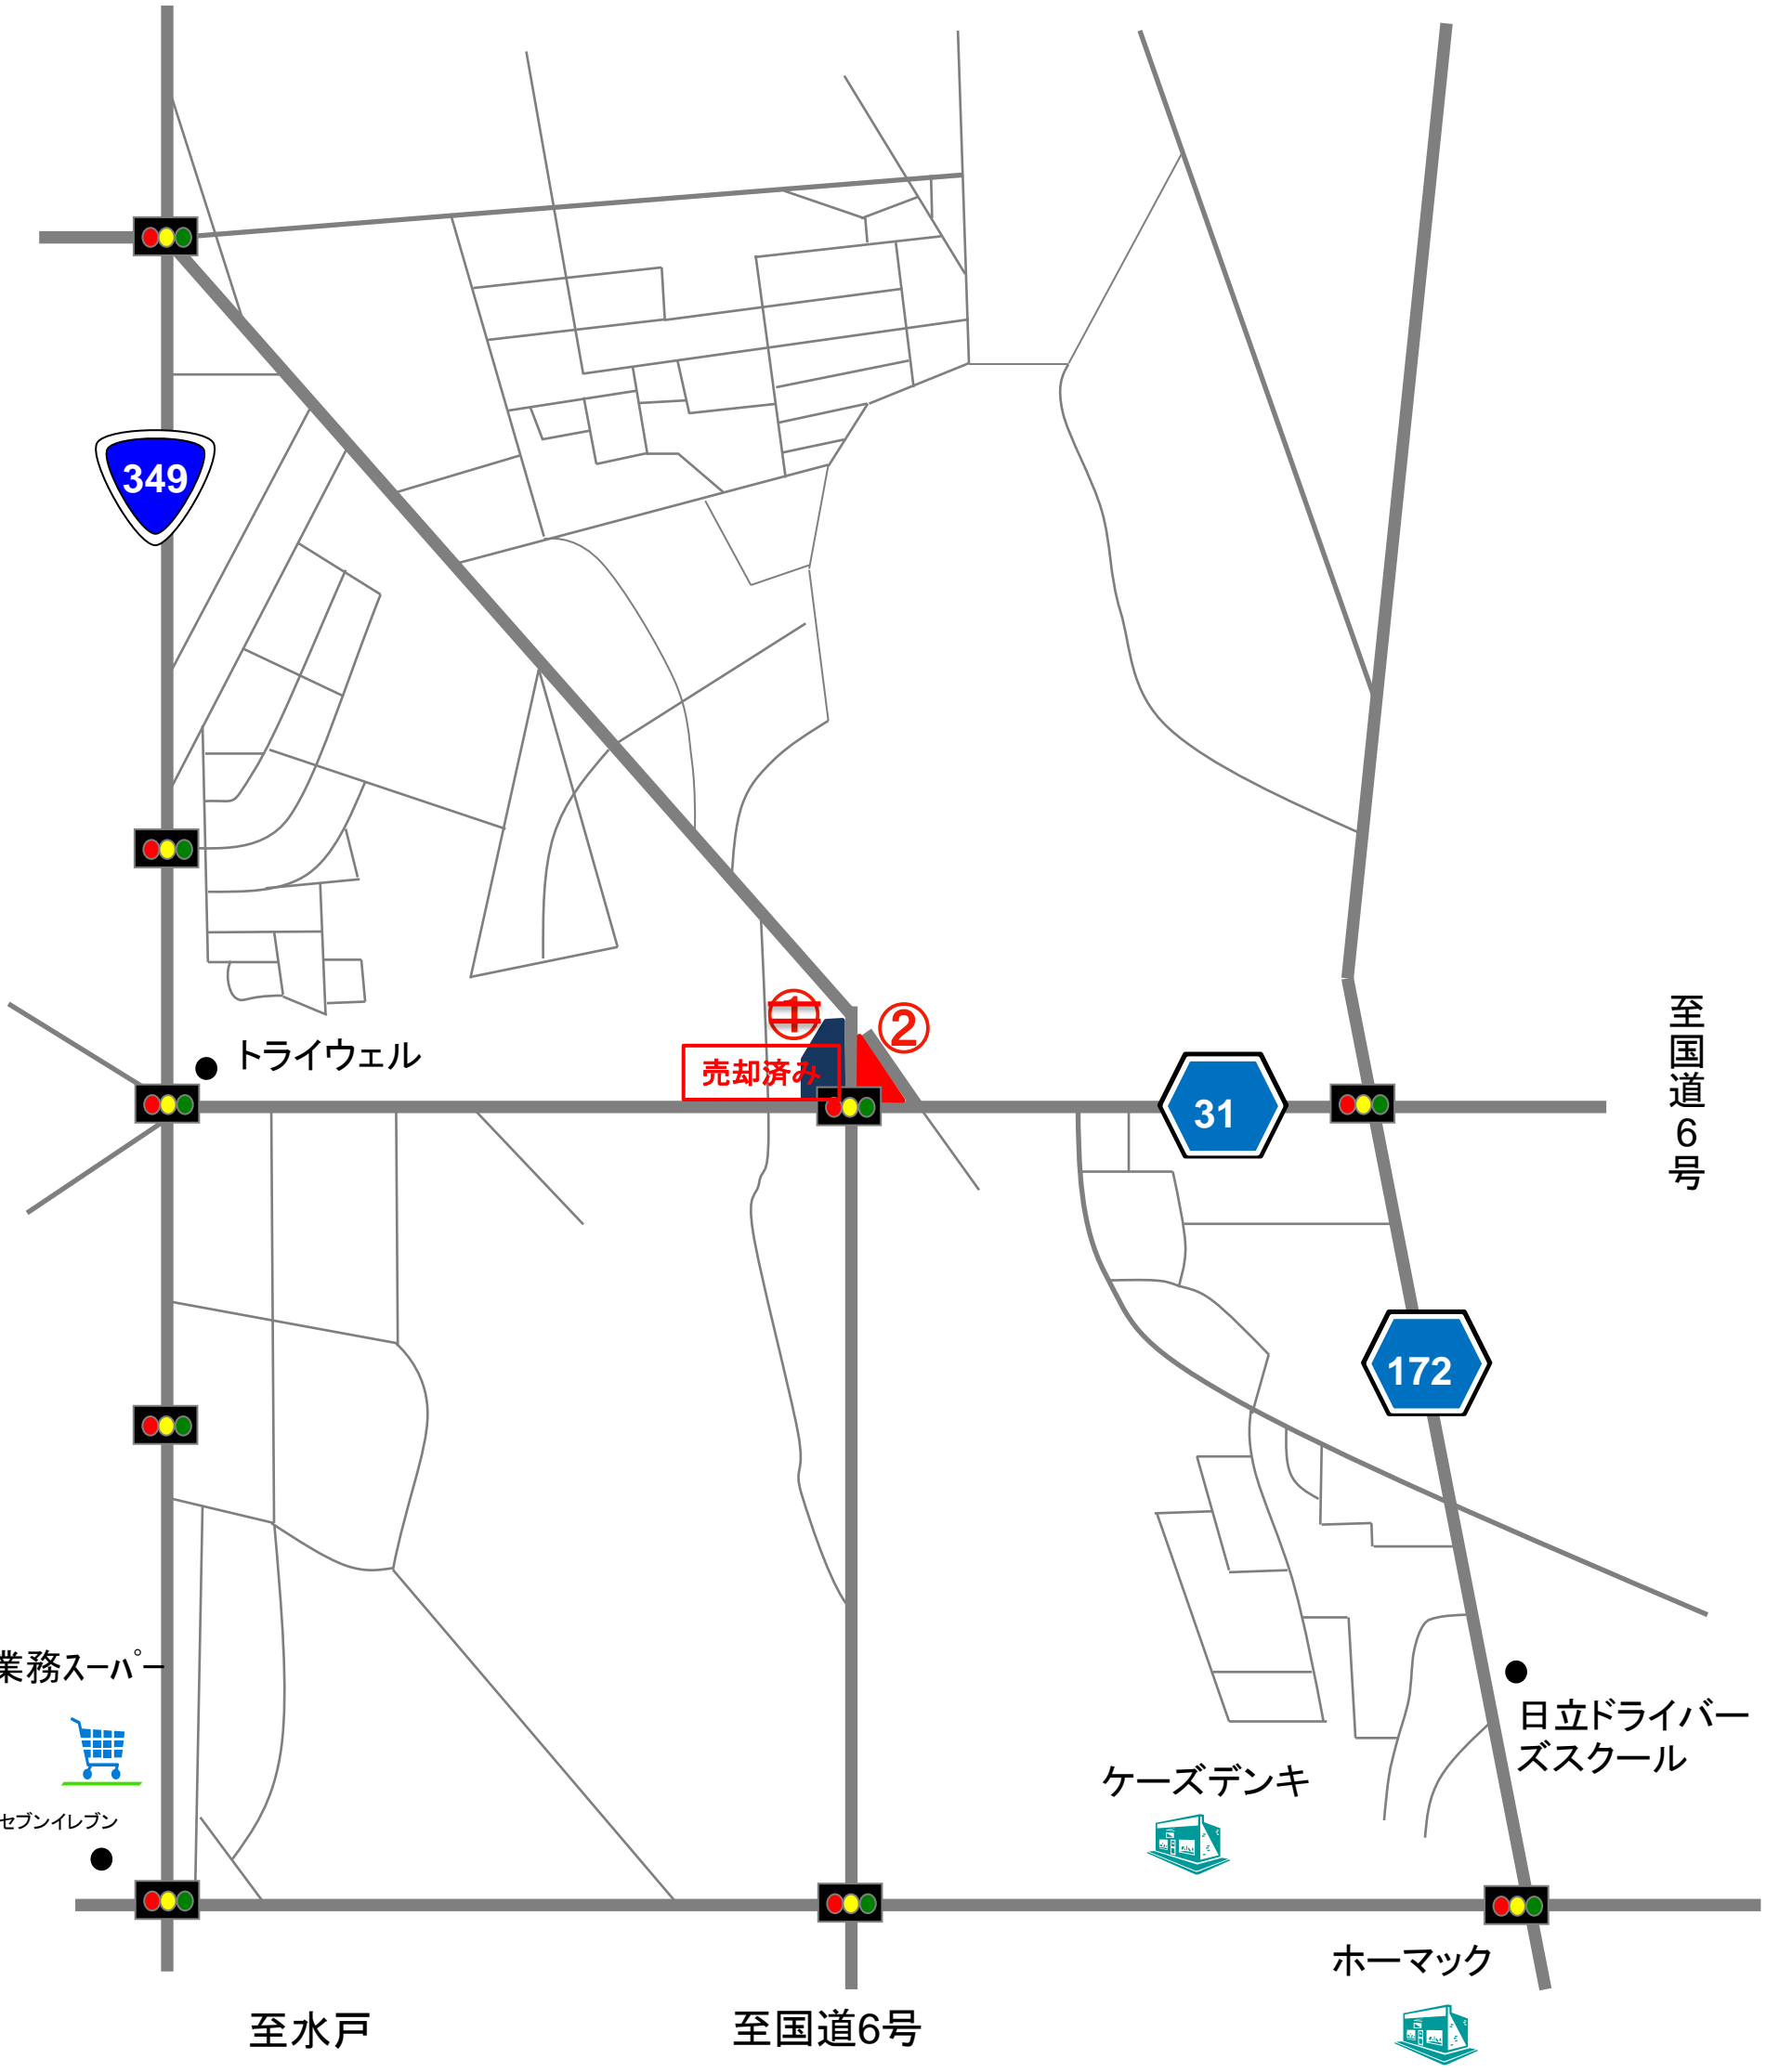 349
トライウェル
①
②
売却済み
31
至国道6号
172
業務スーパー
セブンイレブン
日立ドライバー
ズスクール
ケーズデンキ
ホーマック
至水戸
至国道6号